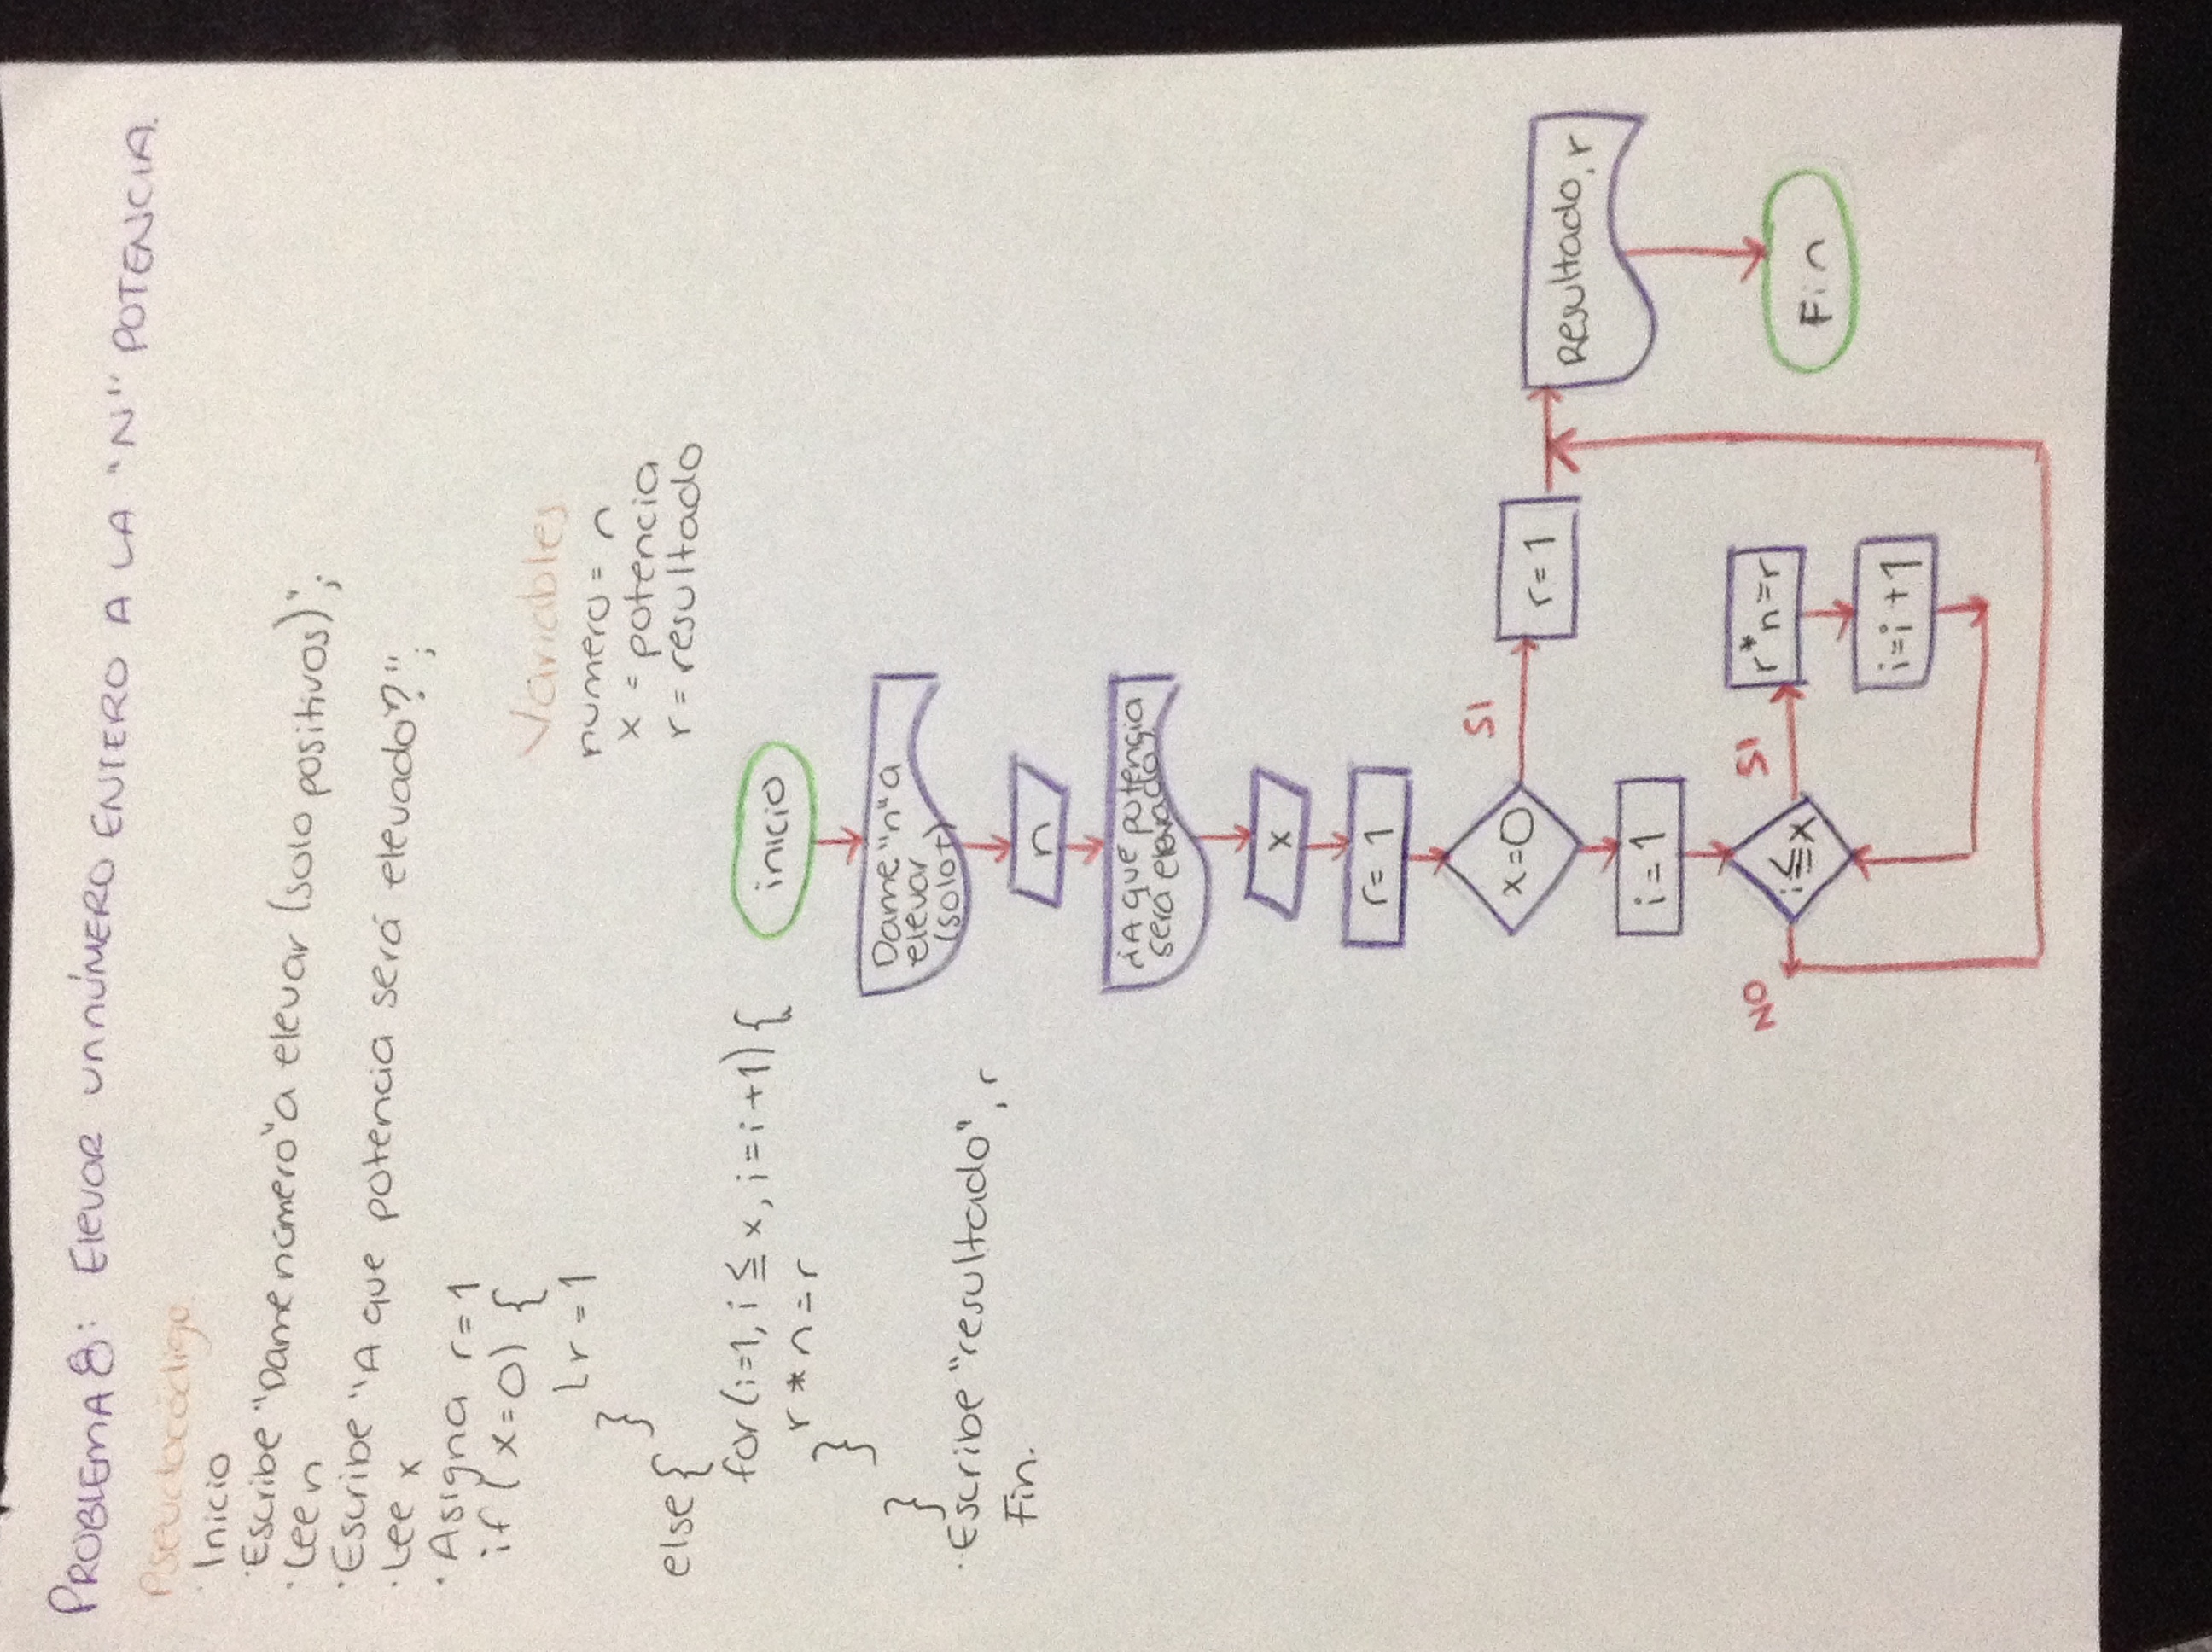 PROBLEMA 8: Elevar un número ENTERO A LA "N" POTENCIA.
Pseudocódigo
· Inicio
· Escribe "Dame número" a elevar (solo positivos)";
· Lee n
· Escribe "A que potencia será elevado?";
· Lee x
· Asigna r=1
if (x=0) {
r=1
}
else {
for (i=1, i ≤ x, i=i+1) {
r * n = r
}
}
· Escribe "resultado", r
Fin.
Variables
numero = n
x = potencia
r = resultado
inicio
Dame "n" a
elevar
(solo +)
n
¿A que potencia
será elevado?
x
r= 1
x=0
SI
r= 1
Resultado, r
Fin
i = 1
i≤x
NO
SI
r*n=r
i=i+1